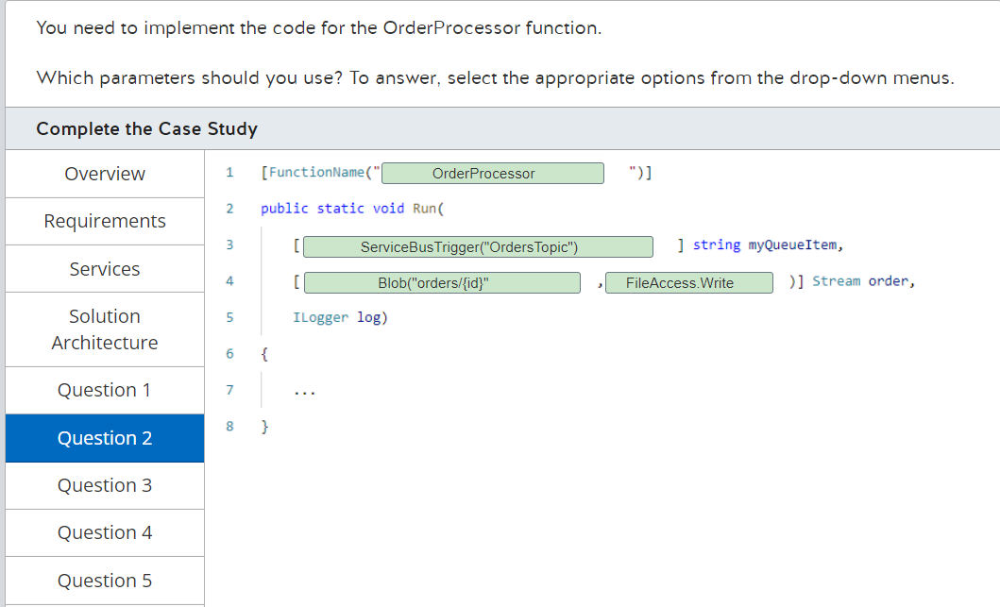 You need to implement the code for the OrderProcessor function.
Which parameters should you use? To answer, select the appropriate options from the drop-down menus.
Complete the Case Study
Overview
Requirements
Services
Solution
Architecture
Question 1
Question 2
Question 3
Question 4
Question 5
1 [FunctionName("OrderProcessor ")]
2 public static void Run(
3 [ServiceBusTrigger("OrdersTopic") ] string myQueueItem,
4 [Blob("orders/{id}" ,FileAccess.Write )] Stream order,
5 ILogger log)
6 {
7 ...
8 }